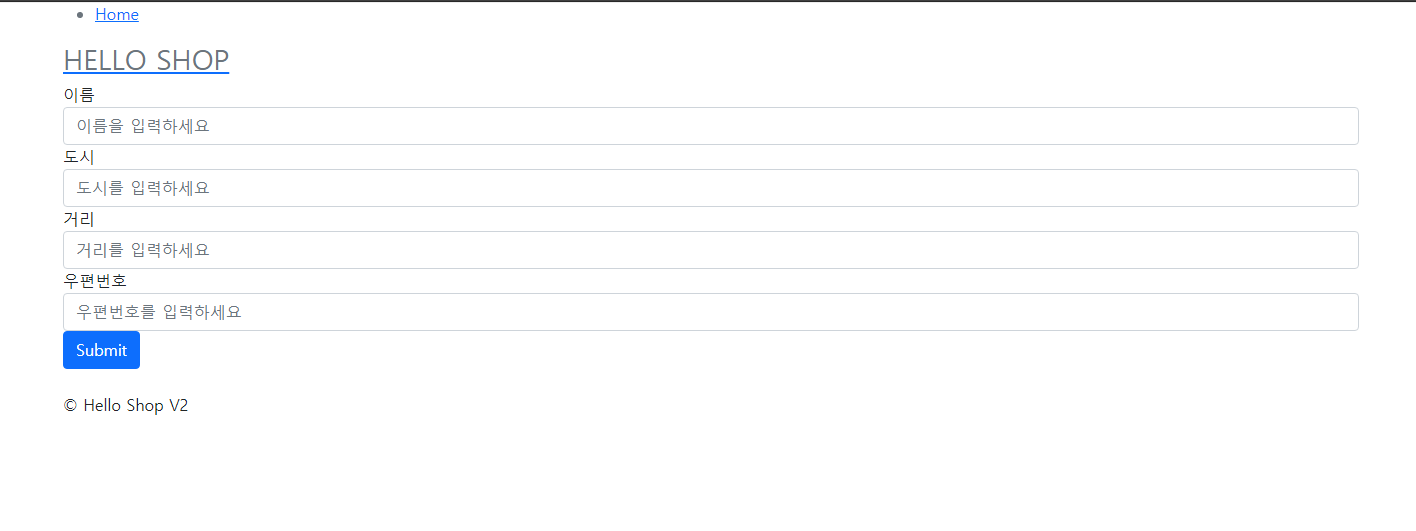 Home
HELLO SHOP
이름
이름을 입력하세요
도시
도시를 입력하세요
거리
거리를 입력하세요
우편번호
우편번호를 입력하세요
Submit
© Hello Shop V2